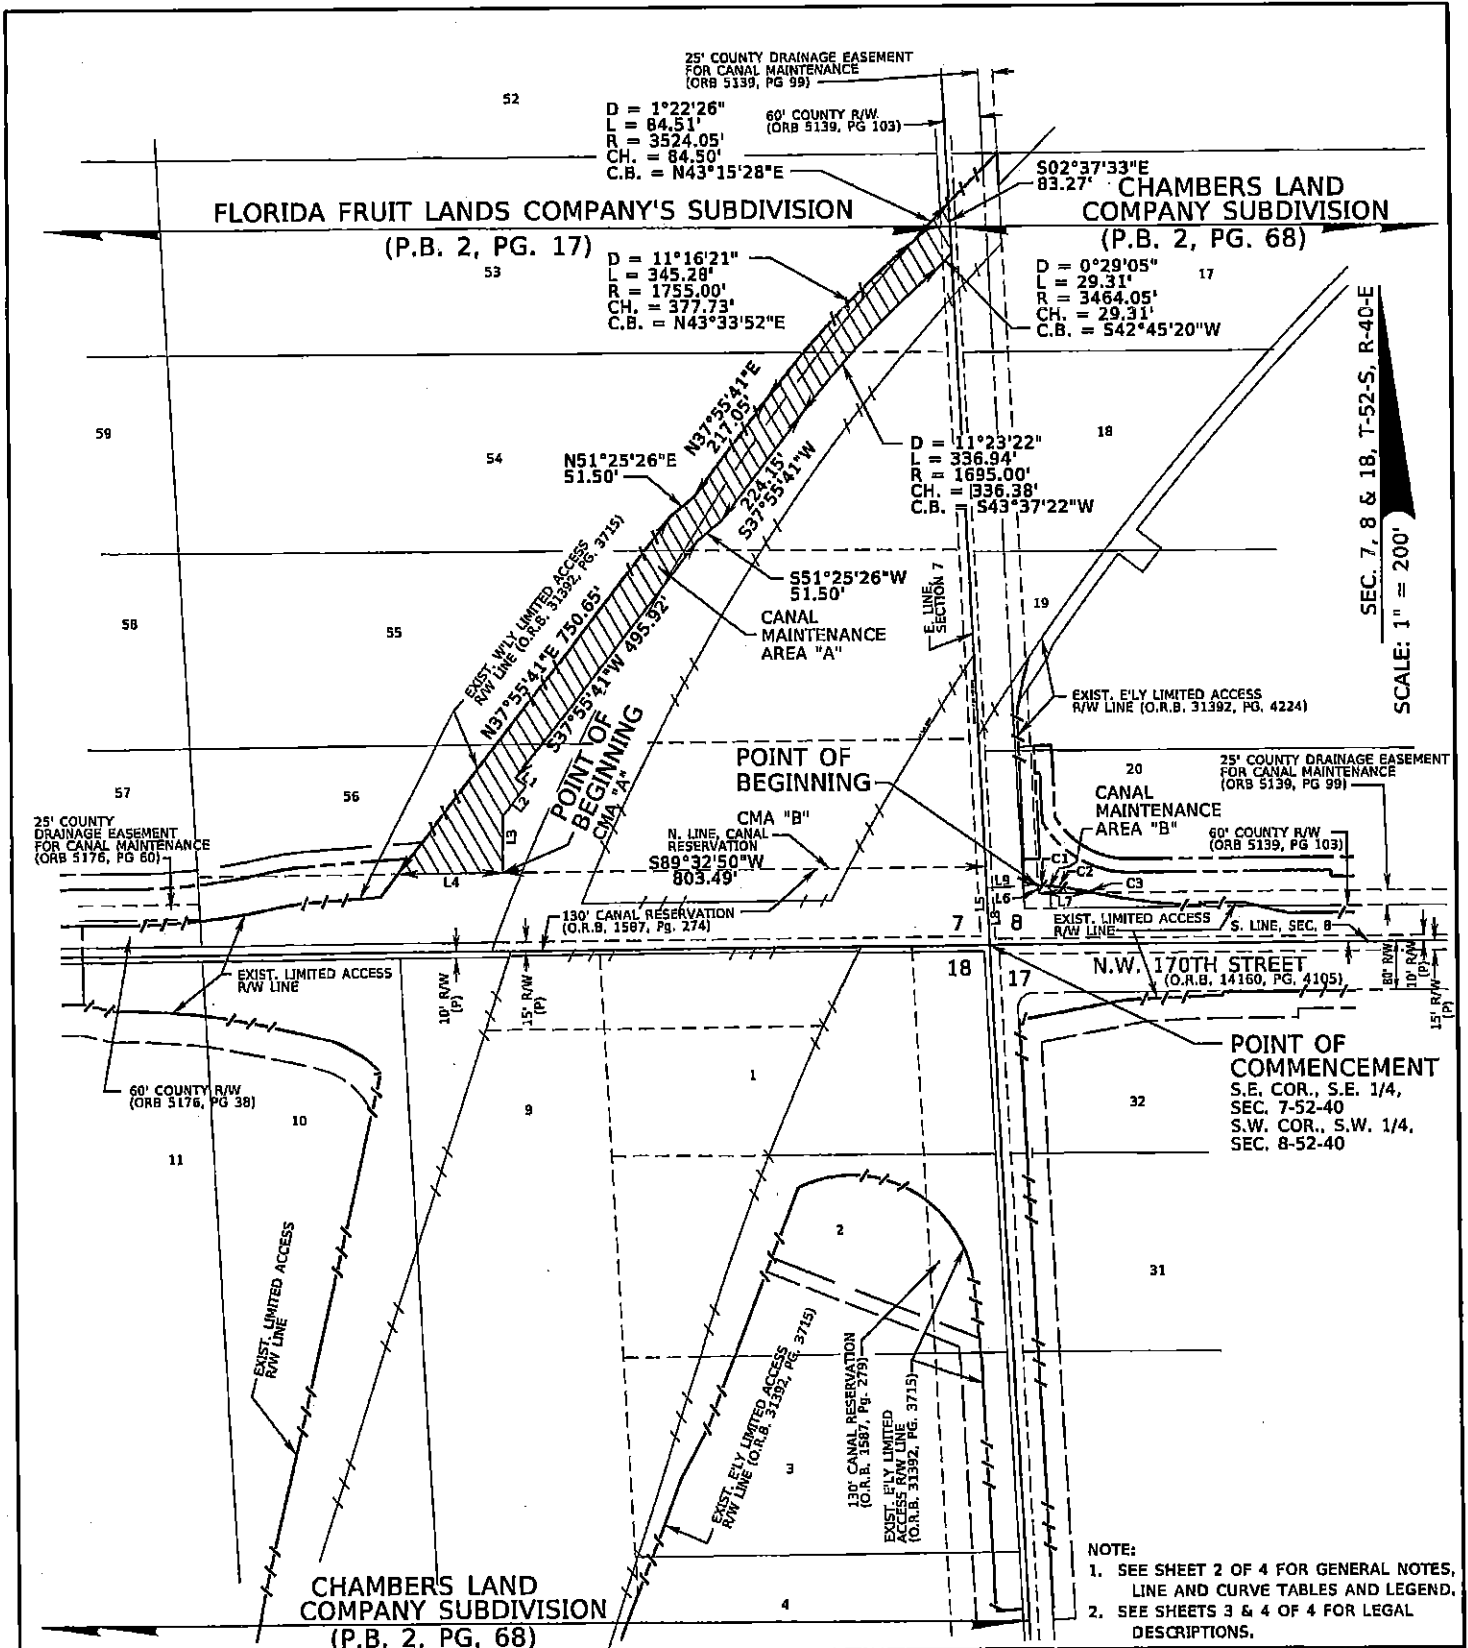 25' COUNTY DRAINAGE EASEMENT
FOR CANAL MAINTENANCE
(ORB 5139, PG 99)
52
D = 1°22'26"
L = 84.51'
R = 3524.05'
CH. = 84.50'
C.B. = N43°15'28"E
60' COUNTY R/W.
(ORB 5139, PG 103)
S02°37'33"E
83.27'
FLORIDA FRUIT LANDS COMPANY'S SUBDIVISION
(P.B. 2, PG. 17)
CHAMBERS LAND
COMPANY SUBDIVISION
(P.B. 2, PG. 68)
53
D = 11°16'21"
L = 345.28'
R = 1755.00'
CH. = 377.73'
C.B. = N43°33'52"E
D = 0°29'05"
L = 29.31'
R = 3464.05'
CH. = 29.31'
C.B. = S42°45'20"W
17
SEC. 7, 8 & 18, T-52-S, R-40-E
SCALE: 1" = 200'
59
54
N51°25'26"E
51.50'
N37°55'41"E
217.05'
224.15'
S37°55'41"W
D = 11°23'22"
L = 336.94'
R = 1695.00'
CH. = 336.38'
C.B. = S43°37'22"W
18
58
55
EXIST. W'LY LIMITED ACCESS
R/W LINE (O.R.B. 31392, PG. 3715)
N37°55'41"E 750.65'
S37°55'41"W 495.92'
S51°25'26"W
51.50'
CANAL
MAINTENANCE
AREA "A"
E. LINE,
SECTION 7
19
EXIST. E'LY LIMITED ACCESS
R/W LINE (O.R.B. 31392, PG. 4224)
57
56
L1
L2
L3
L4
POINT OF
BEGINNING
CMA "A"
POINT OF
BEGINNING
CMA "B"
20
CANAL
MAINTENANCE
AREA "B"
25' COUNTY DRAINAGE EASEMENT
FOR CANAL MAINTENANCE
(ORB 5139, PG 99)
60' COUNTY R/W
(ORB 5139, PG 103)
25' COUNTY
DRAINAGE EASEMENT
FOR CANAL MAINTENANCE
(ORB 5176, PG 60)
N. LINE, CANAL
RESERVATION
S89°32'50"W
803.49'
C1
C2
C3
L9
L6
L7
L5
L8
130' CANAL RESERVATION
(O.R.B. 1587, Pg. 274)
7
8
EXIST. LIMITED ACCESS
R/W LINE
S. LINE, SEC. 8
18
17
N.W. 170TH STREET
(O.R.B. 14160, PG. 4105)
80' R/W
10' R/W
(P)
15' R/W
(P)
EXIST. LIMITED ACCESS
R/W LINE
10' R/W
(P)
15' R/W
(P)
60' COUNTY R/W
(ORB 5176, PG 38)
POINT OF
COMMENCEMENT
S.E. COR., S.E. 1/4,
SEC. 7-52-40
S.W. COR., S.W. 1/4,
SEC. 8-52-40
10
9
1
32
11
2
31
EXIST. LIMITED ACCESS
R/W LINE
EXIST. E'LY LIMITED ACCESS
R/W LINE (O.R.B. 31392, PG. 3715)
130' CANAL RESERVATION
(O.R.B. 1587, Pg. 279)
EXIST. E'LY LIMITED
ACCESS R/W LINE
(O.R.B. 31392, PG. 3715)
3
4
CHAMBERS LAND
COMPANY SUBDIVISION
(P.B. 2, PG. 68)
NOTE:
1. SEE SHEET 2 OF 4 FOR GENERAL NOTES,
LINE AND CURVE TABLES AND LEGEND.
2. SEE SHEETS 3 & 4 OF 4 FOR LEGAL
DESCRIPTIONS.